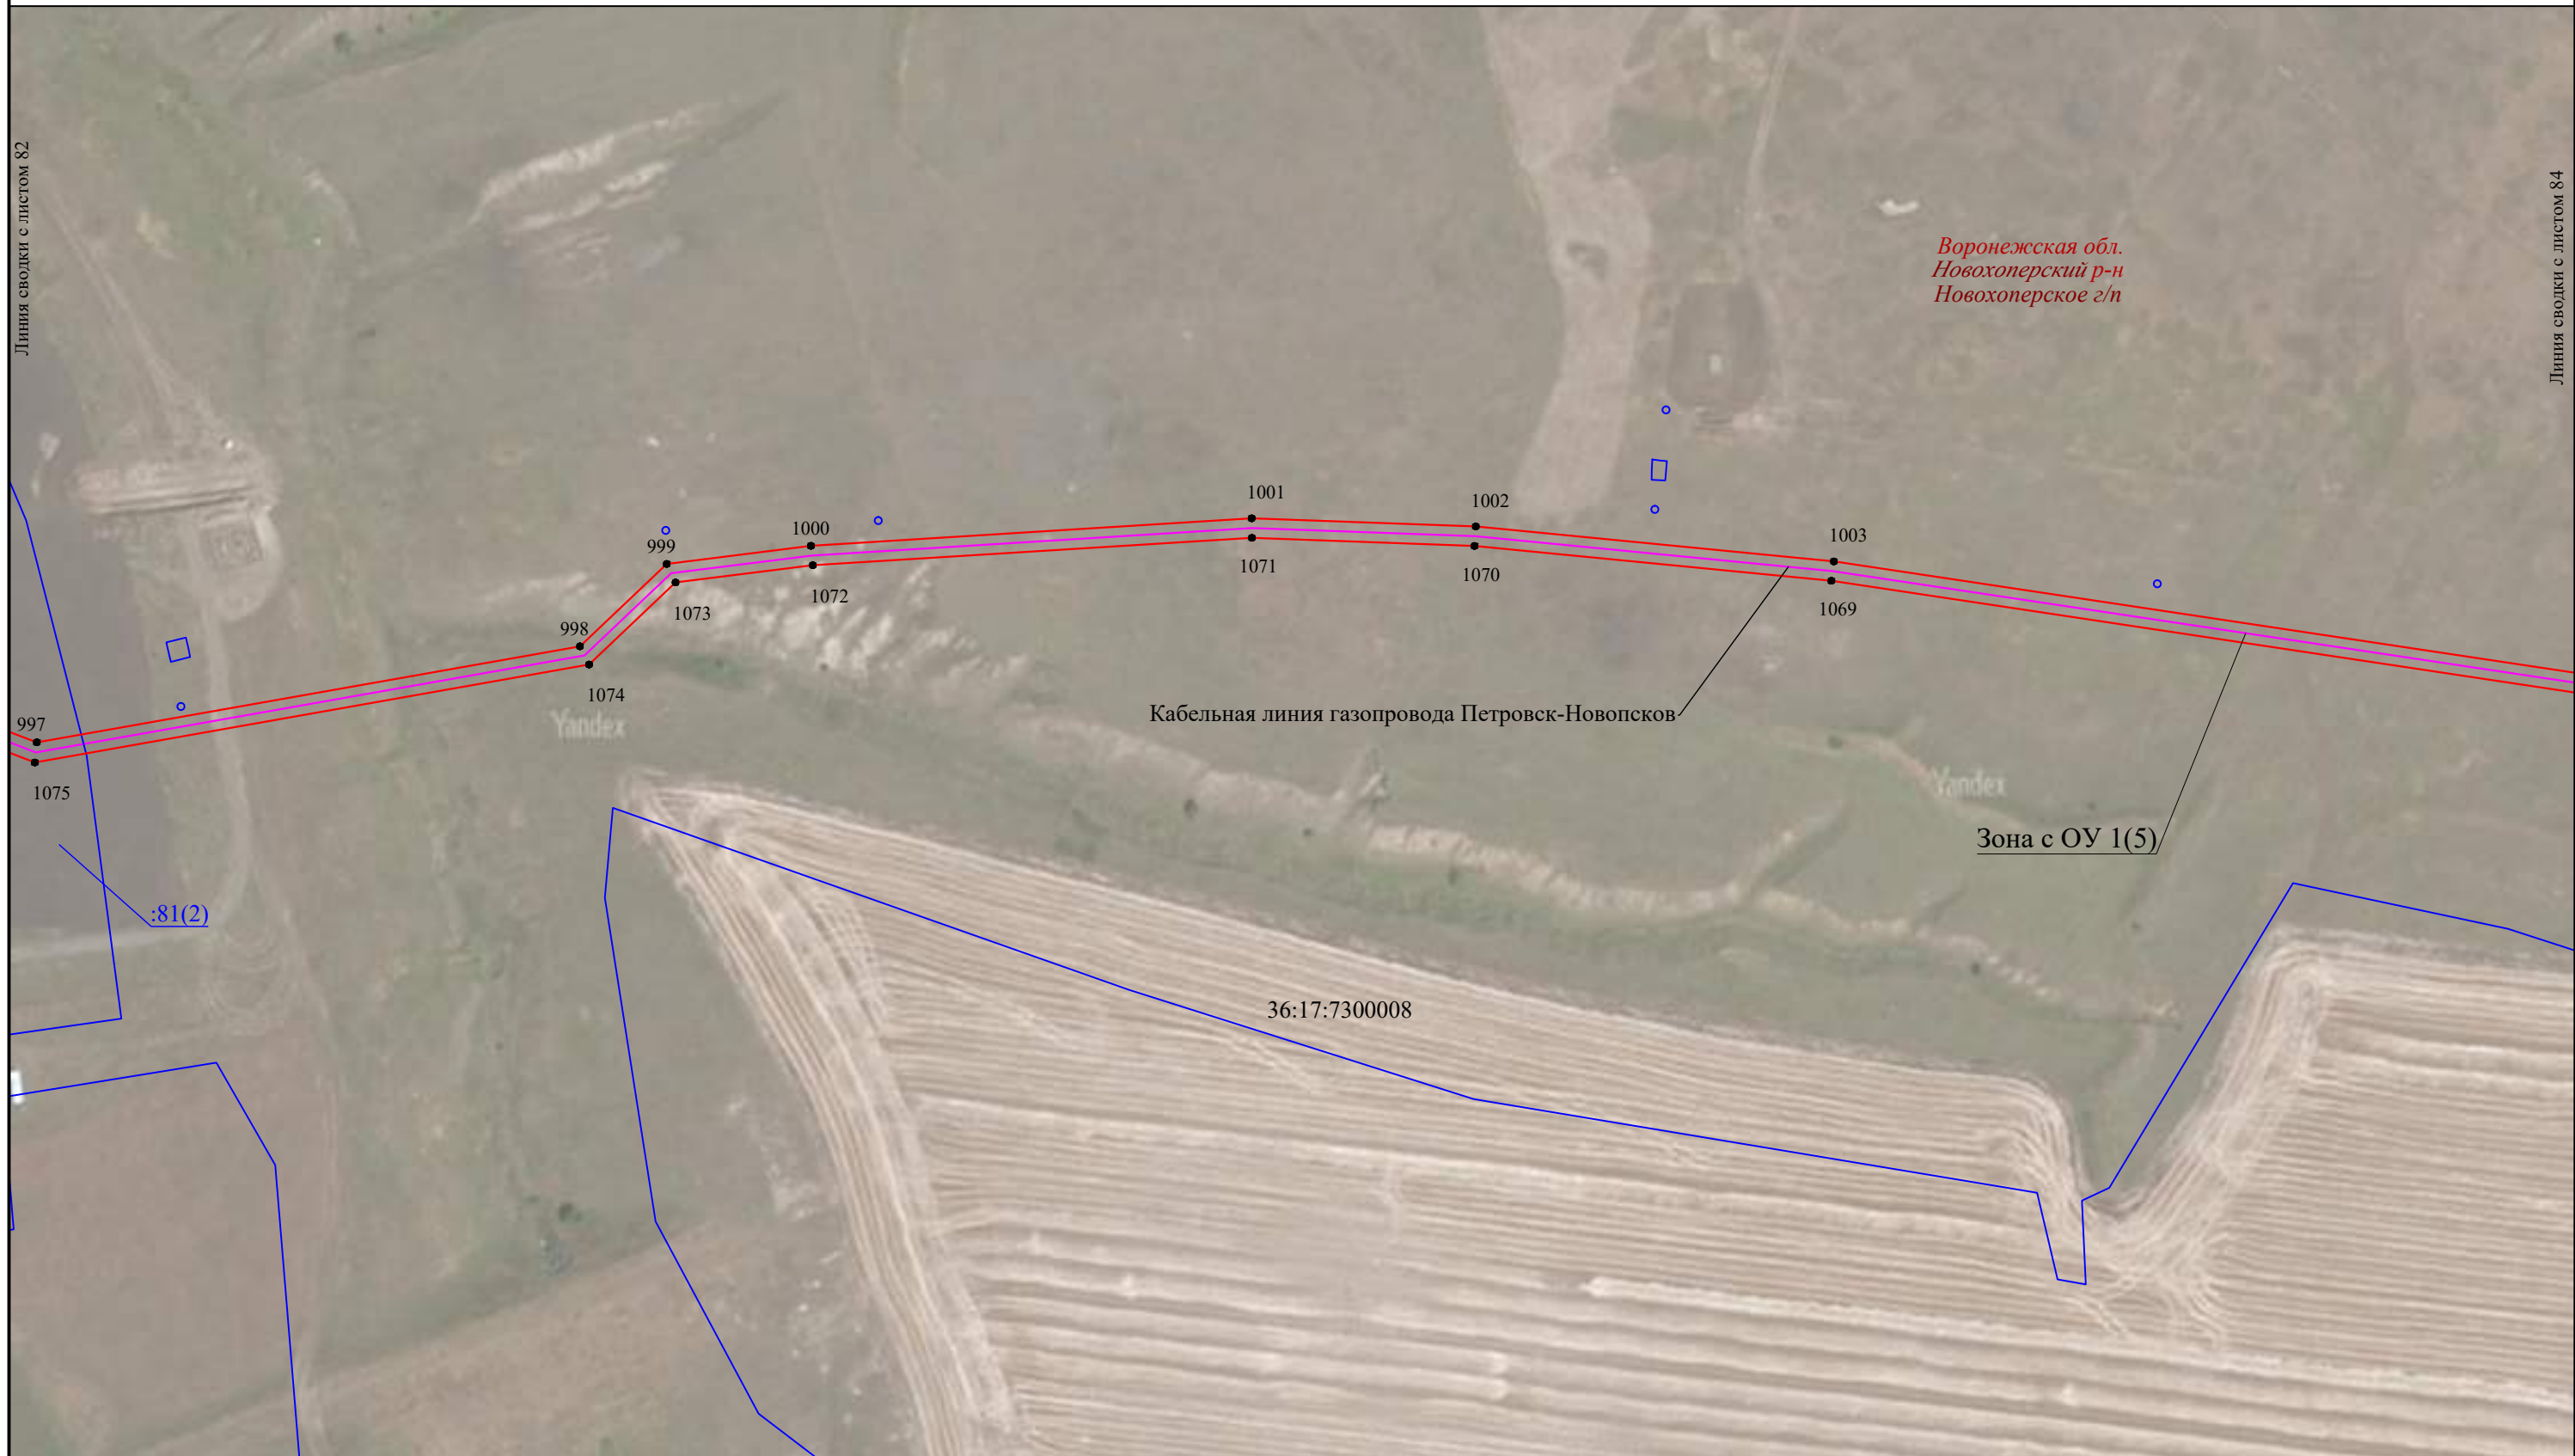 Линия сводки с листом 82
Линия сводки с листом 84
Воронежская обл.
Новохоперский р-н
Новохоперское г/п
1001
1002
1000
1003
999
1071
1070
1072
1069
1073
998
1074
997
Кабельная линия газопровода Петровск-Новопсков
Yandex
1075
Yandex
Зона с ОУ 1(5)
:81(2)
36:17:7300008